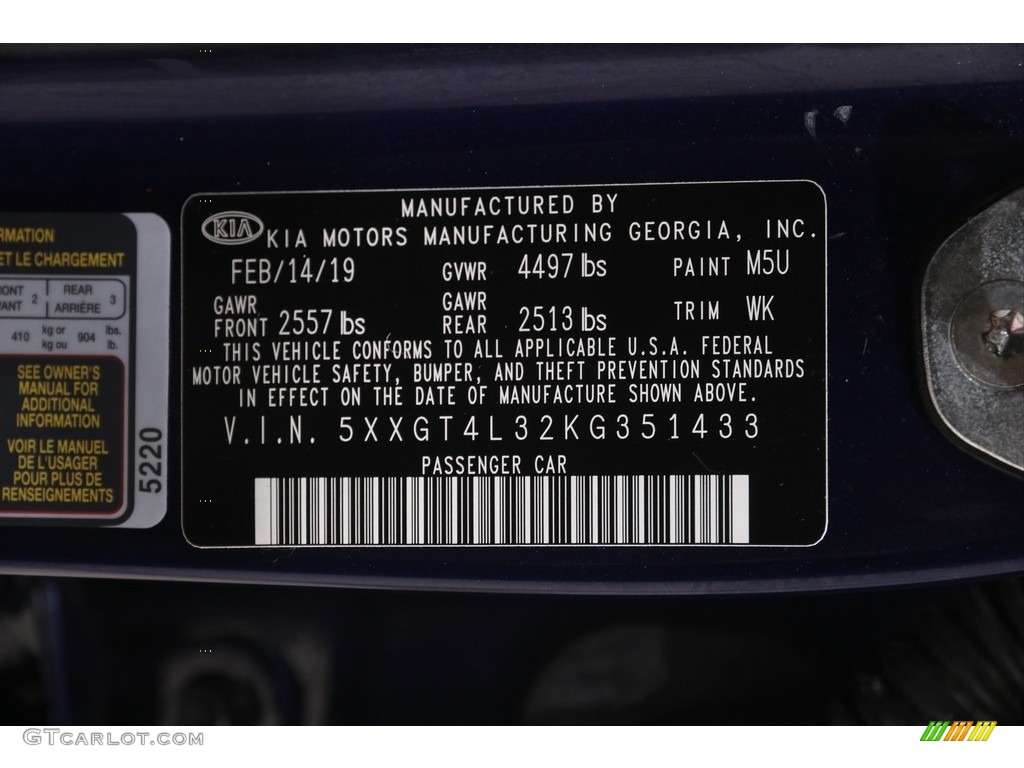 MANUFACTURED BY
KIA KIA MOTORS MANUFACTURING GEORGIA, INC.
FEB/14/19 GVWR 4497 lbs PAINT M5U
GAWR FRONT 2557 lbs GAWR REAR 2513 lbs TRIM WK
THIS VEHICLE CONFORMS TO ALL APPLICABLE U.S.A. FEDERAL
MOTOR VEHICLE SAFETY, BUMPER, AND THEFT PREVENTION STANDARDS
IN EFFECT ON THE DATE OF MANUFACTURE SHOWN ABOVE.
V.I.N. 5XXGT4L32KG351433
PASSENGER CAR
ET LE CHARGEMENT
2 REAR 3
ARRIÈRE
410 kg or 904 lbs.
kg ou lb.
SEE OWNER'S
MANUAL FOR
ADDITIONAL
INFORMATION
VOIR LE MANUEL
DE L'USAGER
POUR PLUS DE
RENSEIGNEMENTS
5220
GTCarlot.com